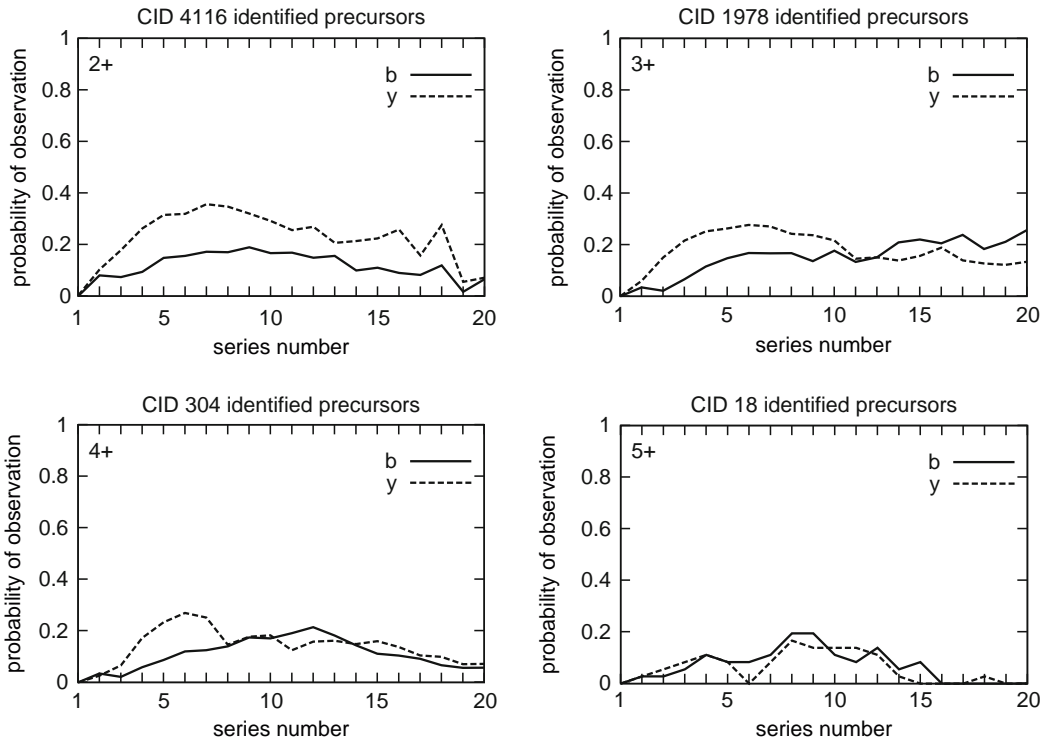 CID 4116 identified precursors
1
0.8
0.6
0.4
0.2
0
probability of observation
2+
b
y
1 5 10 15 20
series number
CID 1978 identified precursors
1
0.8
0.6
0.4
0.2
0
probability of observation
3+
b
y
1 5 10 15 20
series number
CID 304 identified precursors
1
0.8
0.6
0.4
0.2
0
probability of observation
4+
b
y
1 5 10 15 20
series number
CID 18 identified precursors
1
0.8
0.6
0.4
0.2
0
probability of observation
5+
b
y
1 5 10 15 20
series number